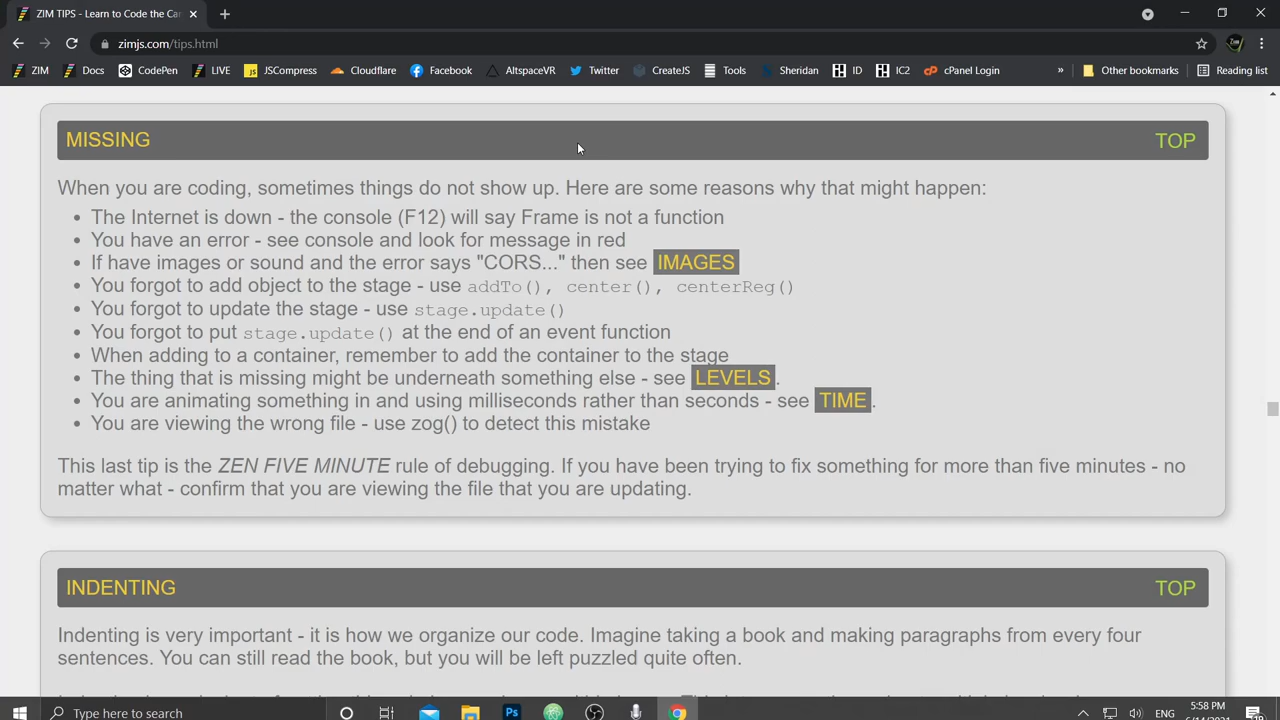 ZIM TIPS - Learn to Code the Can
zimjs.com/tips.html
ZIM Docs CodePen LIVE JSCompress Cloudflare Facebook AltspaceVR Twitter CreateJS Tools Sheridan ID IC2 cPanel Login » Other bookmarks Reading list
MISSING TOP
When you are coding, sometimes things do not show up. Here are some reasons why that might happen:
• The Internet is down - the console (F12) will say Frame is not a function
• You have an error - see console and look for message in red
• If have images or sound and the error says "CORS..." then see IMAGES
• You forgot to add object to the stage - use addTo(), center(), centerReg()
• You forgot to update the stage - use stage.update()
• You forgot to put stage.update() at the end of an event function
• When adding to a container, remember to add the container to the stage
• The thing that is missing might be underneath something else - see LEVELS.
• You are animating something in and using milliseconds rather than seconds - see TIME.
• You are viewing the wrong file - use zog() to detect this mistake
This last tip is the ZEN FIVE MINUTE rule of debugging. If you have been trying to fix something for more than five minutes - no
matter what - confirm that you are viewing the file that you are updating.
INDENTING TOP
Indenting is very important - it is how we organize our code. Imagine taking a book and making paragraphs from every four
sentences. You can still read the book, but you will be left puzzled quite often.
Type here to search
ENG
5:58 PM